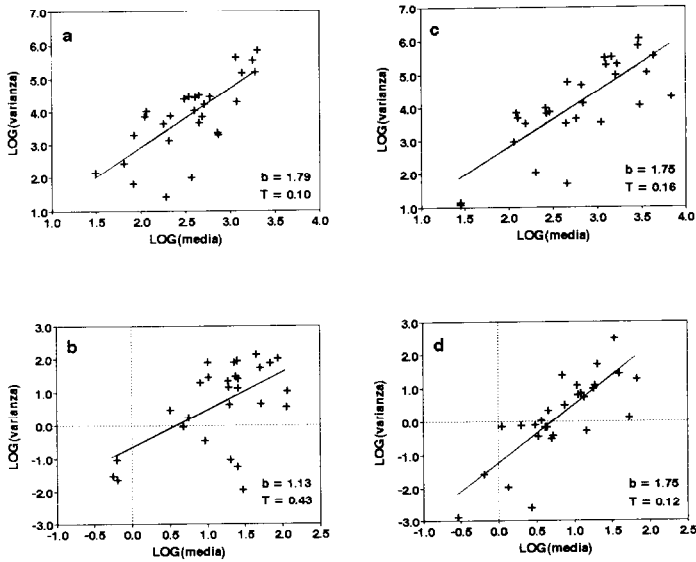 a
LOG(varianza)
7.0
6.0
5.0
4.0
3.0
2.0
1.0
b = 1.79
T = 0.10
1.0 1.5 2.0 2.5 3.0 3.5 4.0
LOG(media)
c
LOG(varianza)
7.0
6.0
5.0
4.0
3.0
2.0
1.0
b = 1.75
T = 0.16
1.0 1.5 2.0 2.5 3.0 3.5 4.0
LOG(media)
b
LOG(varianza)
3.0
2.0
1.0
0.0
-1.0
-2.0
-3.0
b = 1.13
T = 0.43
-1.0 -0.5 0.0 0.5 1.0 1.5 2.0 2.5
LOG(media)
d
LOG(varianza)
3.0
2.0
1.0
0.0
-1.0
-2.0
-3.0
b = 1.75
T = 0.12
-1.0 -0.5 0.0 0.5 1.0 1.5 2.0 2.5
LOG(media)